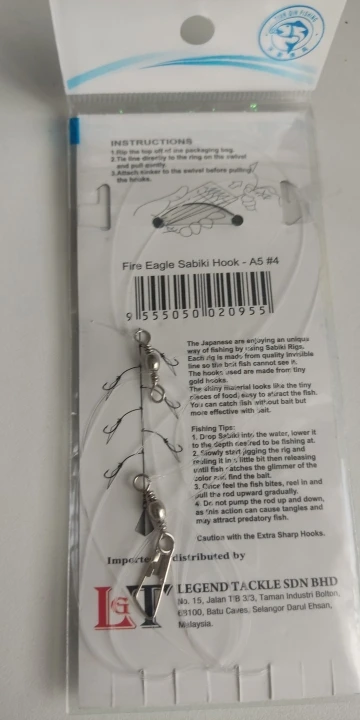 INSTRUCTIONS
1.Rip the top off of the packaging bag.
2.Tie line directly to the ring on the swivel
and pull gently.
3.Attach sinker to the swivel before pulling
the hooks.
Fire Eagle Sabiki Hook - A5 #4
9 555050 020955
The Japanese are enjoying an unique
way of fishing by using Sabiki Rigs.
Each rig is made from quality invisible
line so the bait fish cannot see it.
The hooks used are made from tiny
gold hooks.
The shiny material looks like the tiny
pieces of food easy to attract the fish.
You can catch fish without bait but
more effective with bait.
Fishing Tips:
1. Drop Sabiki into the water, lower it
to the depth desired to be fishing at.
2. Slowly start jigging the rig and
reeling it in a little bit then releasing
until fish catches the glimmer of the
color and find the bait.
3. Once feel the fish bites, reel in and
pull the rod upward gradually.
4. Do not pump the rod up and down,
as this action can cause tangles and
may attract predatory fish.
Caution with the Extra Sharp Hooks.
Imported distributed by
LGT
LEGEND TACKLE SDN BHD
No. 15, Jalan TIB 3/3, Taman Industri Bolton,
68100, Batu Caves, Selangor Darul Ehsan,
Malaysia.